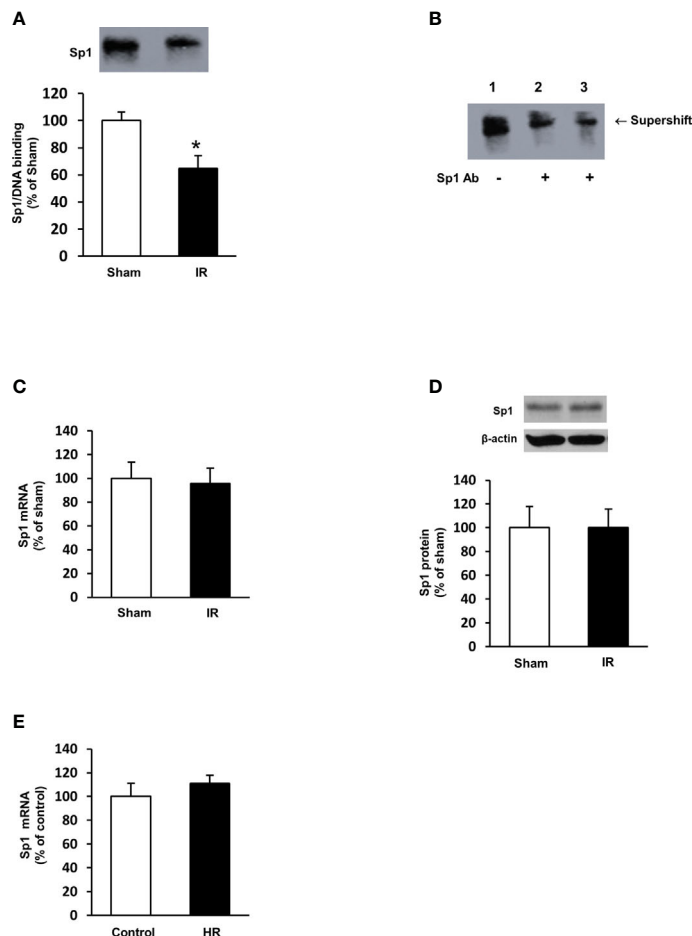 A
Sp1
Sp1/DNA binding
(% of Sham)
120
100
80
60
40
20
0
*
Sham IR
B
1 2 3
← Supershift
Sp1 Ab - + +
C
Sp1 mRNA
(% of sham)
140
120
100
80
60
40
20
0
Sham IR
D
Sp1
β-actin
Sp1 protein
(% of sham)
140
120
100
80
60
40
20
0
Sham IR
E
Sp1 mRNA
(% of control)
140
120
100
80
60
40
20
0
Control HR